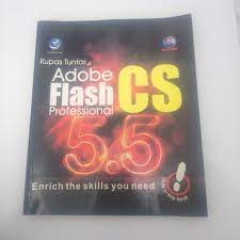 Kupas Tuntas
Adobe
Flash CS
Professional
5.5
Enrich the skills you need